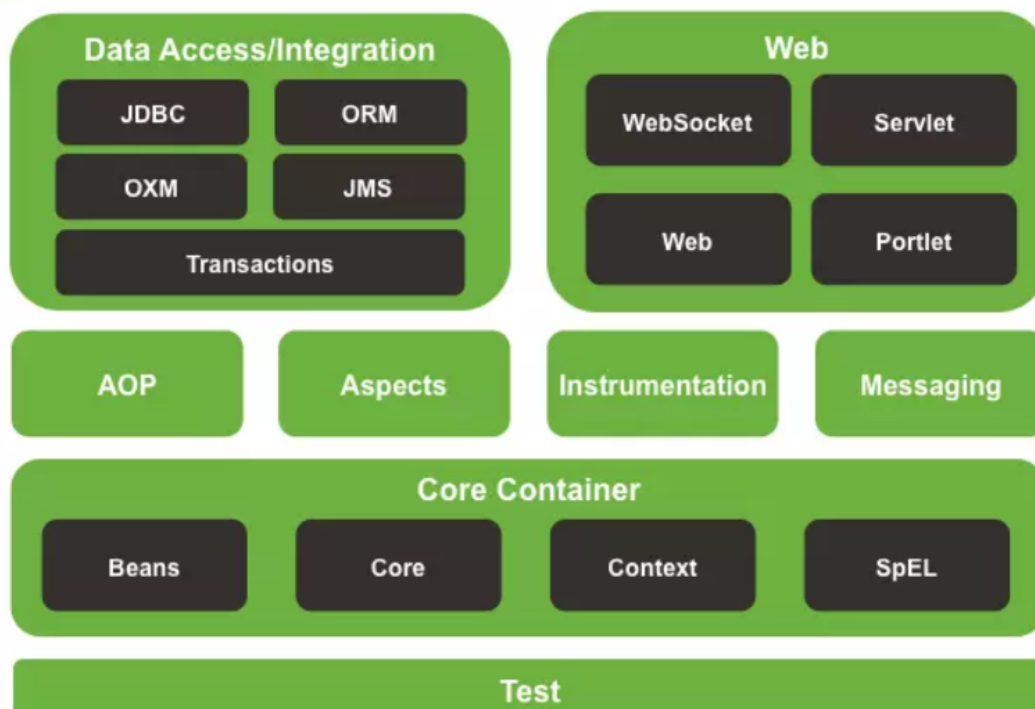 Data Access/Integration
JDBC
ORM
OXM
JMS
Transactions
Web
WebSocket
Servlet
Web
Portlet
AOP
Aspects
Instrumentation
Messaging
Core Container
Beans
Core
Context
SpEL
Test